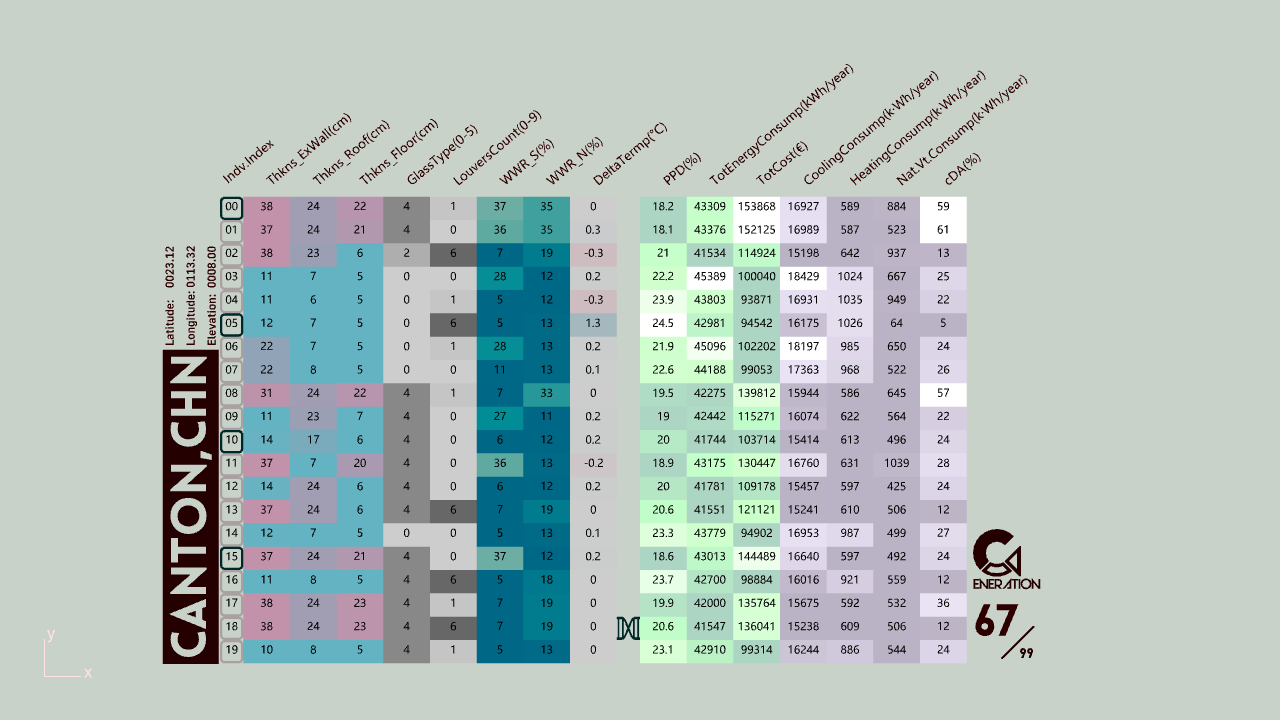 Indv.Index Thkns_ExWall(cm) Thkns_Roof(cm) Thkns_Floor(cm) GlassType(0-5) LouversCount(0-9) WWR_S(%) WWR_N(%) DeltaTermp(°C) PPD(%) TotEnergyConsump(kWh/year) TotCost(€) CoolingConsump(k·Wh/year) HeatingConsump(k·Wh/year) Nat.Vt.Consump(k·Wh/year) cDA(%)
00 38 24 22 4 1 37 35 0 18.2 43309 153868 16927 589 884 59
01 37 24 21 4 0 36 35 0.3 18.1 43376 152125 16989 587 523 61
02 38 23 6 2 6 7 19 -0.3 21 41534 114924 15198 642 937 13
03 11 7 5 0 0 28 12 0.2 22.2 45389 100040 18429 1024 667 25
04 11 6 5 0 1 5 12 -0.3 23.9 43803 93871 16931 1035 949 22
05 12 7 5 0 6 5 13 1.3 24.5 42981 94542 16175 1026 64 5
06 22 7 5 0 1 28 13 0.2 21.9 45096 102202 18197 985 650 24
07 22 8 5 0 0 11 13 0.1 22.6 44188 99053 17363 968 522 26
08 31 24 22 4 1 7 33 0 19.5 42275 139812 15944 586 645 57
09 11 23 7 4 0 27 11 0.2 19 42442 115271 16074 622 564 22
10 14 17 6 4 0 6 12 0.2 20 41744 103714 15414 613 496 24
11 37 7 20 4 0 36 13 -0.2 18.9 43175 130447 16760 631 1039 28
12 14 24 6 4 0 6 12 0.2 20 41781 109178 15457 597 425 24
13 37 24 6 4 6 7 19 0 20.6 41551 121121 15241 610 506 12
14 12 7 5 0 0 5 13 0.1 23.3 43779 94902 16953 987 499 27
15 37 24 21 4 0 37 12 0.2 18.6 43013 144489 16640 597 492 24
16 11 8 5 4 6 5 18 0 23.7 42700 98884 16016 921 559 12
17 38 24 23 4 1 7 19 0 19.9 42000 135764 15675 592 532 36
18 38 24 23 4 6 7 19 0 20.6 41547 136041 15238 609 506 12
19 10 8 5 4 1 5 13 0 23.1 42910 99314 16244 886 544 24
Latitude: 0023.12
Longitude: 0113.32
Elevation: 0008.00
CANTON,CHN
GENERATION
67/99
y
x